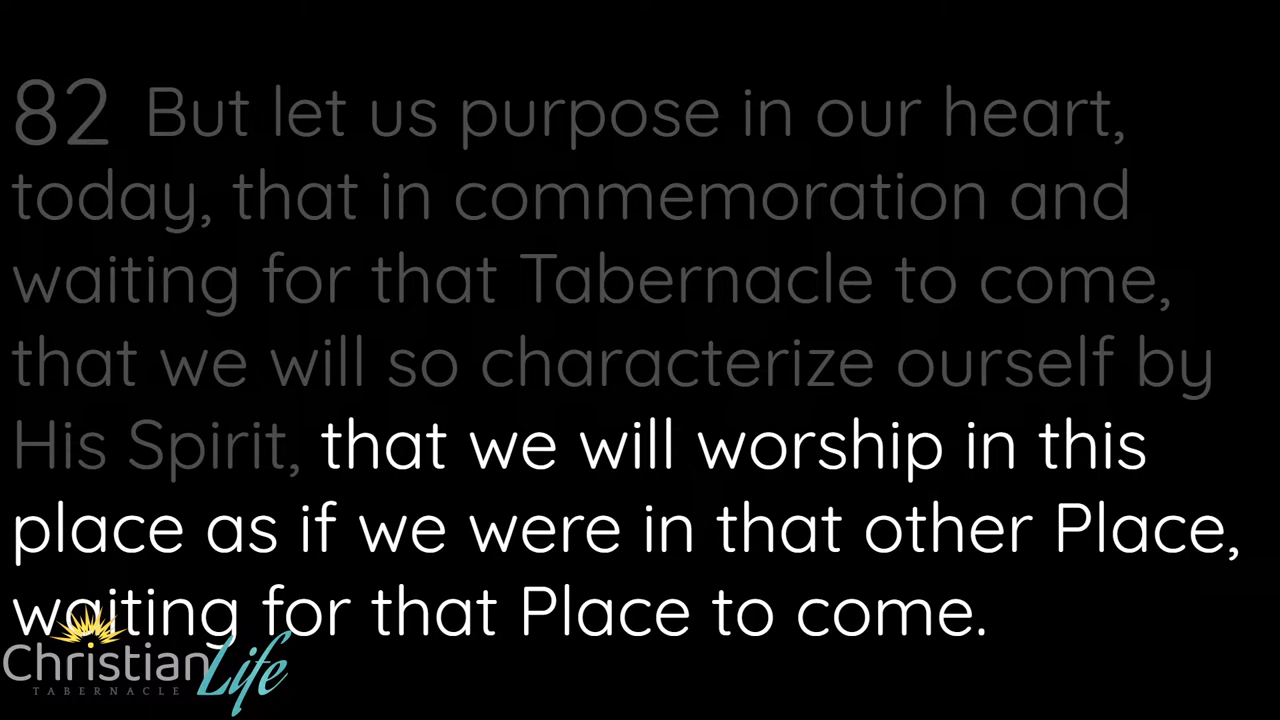 82 But let us purpose in our heart,
today, that in commemoration and
waiting for that Tabernacle to come,
that we will so characterize ourself by
His Spirit, that we will worship in this
place as if we were in that other Place,
waiting for that Place to come.
Christian Life
TABERNACLE